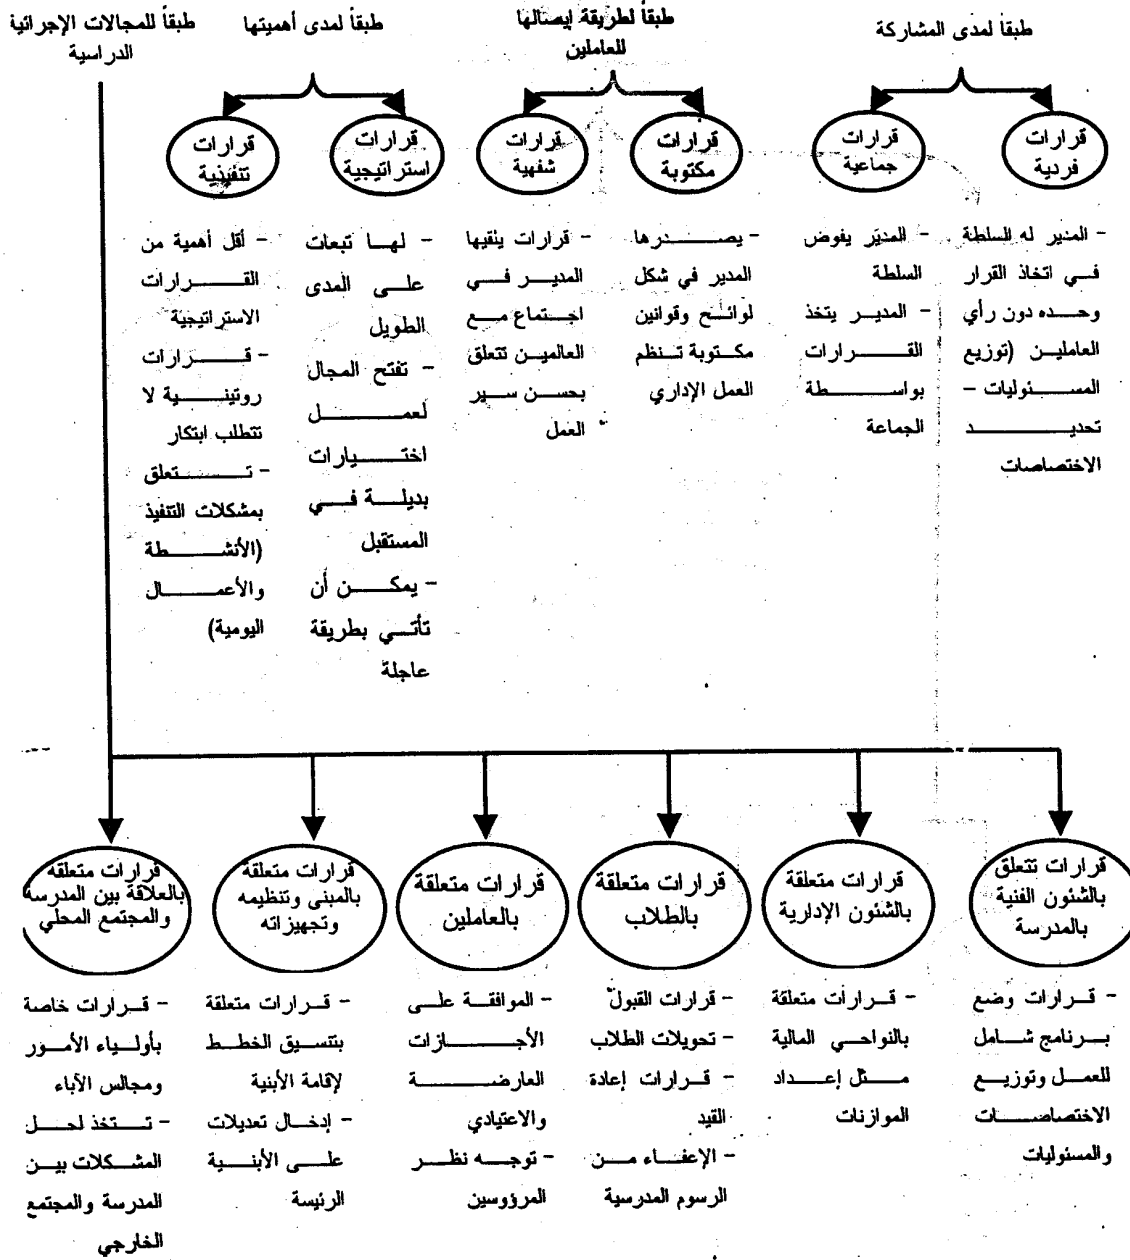 طبقاً لمدى المشاركة
طبقاً لطريقة إيصالها
للعاملين
طبقاً لمدى أهميتها
طبقاً للمجالات الإجرائية
الدراسية
قرارات
فردية
قرارات
جماعية
قرارات
مكتوبة
قرارات
شفهية
قرارات
استراتيجية
قرارات
تنفيذية
- المدير له السلطة
في اتخاذ القرار
وحده دون رأي
العاملين (توزيع
المسئوليات –
تحديد
الاختصاصات
- المدير يفوض
السلطة
- المدير يتخذ
القرارات
بواسطة
الجماعة
- يصدرها
المدير في شكل
لوائح وقوانين
مكتوبة تنظم
العمل الإداري
- قرارات يلقيها
المدير في
اجتماع مع
العالمين تتعلق
بحسن سير
العمل
- لها تبعات
على المدى
الطويل
- تفتح المجال
لعمل
اختيارات
بديلة في
المستقبل
- يمكن أن
تأتي بطريقة
عاجلة
- أقل أهمية من
القرارات
الاستراتيجية
- قرارات
روتينية لا
تتطلب ابتكار
- تتعلق
بمشكلات التنفيذ
(الأنشطة
والأعمال
اليومية)
قرارات تتعلق
بالشئون الفنية
بالمدرسة
قرارات متعلقة
بالشئون الإدارية
قرارات متعلقة
بالطلاب
قرارات متعلقة
بالعاملين
قرارات متعلقة
بالمبنى وتنظيمه
وتجهيزاته
قرارات متعلقة
بالعلاقة بين المدرسة
والمجتمع المحلي
- قرارات وضع
برنامج شامل
للعمل وتوزيع
الاختصاصات
والمسئوليات
- قرارات متعلقة
بالنواحي المالية
مثل إعداد
الموازنات
- قرارات القبول
- تحويلات الطلاب
- قرارات إعادة
القيد
- الإعفاء من
الرسوم المدرسية
- الموافقة على
الأجازات
العارضة
والاعتيادي
- توجه نظر
المرؤوسين
- قرارات متعلقة
بتنسيق الخطط
لإقامة الأبنية
- إدخال تعديلات
على الأبنية
الرئيسة
- قرارات خاصة
بأولياء الأمور
ومجالس الآباء
- تتخذ لحل
المشكلات بين
المدرسة والمجتمع
الخارجي